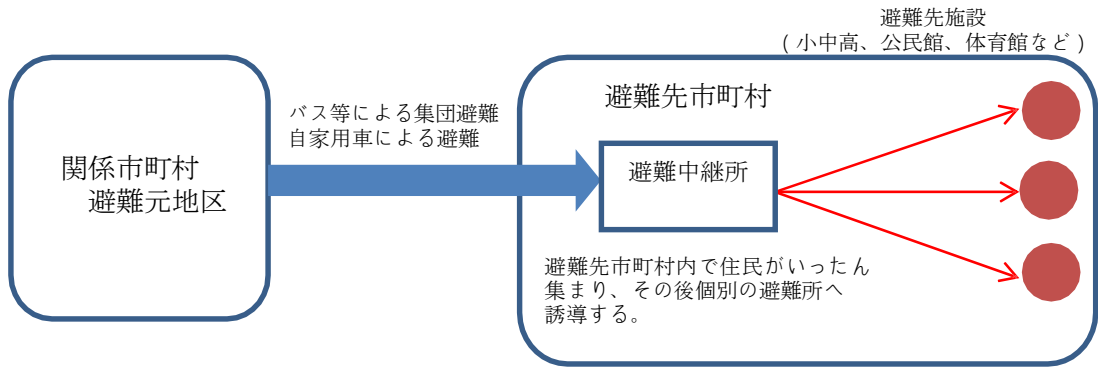 避難先施設
(小中高、公民館、体育館など)
避難先市町村
バス等による集団避難
自家用車による避難
関係市町村
避難元地区
避難中継所
避難先市町村内で住民がいったん
集まり、その後個別の避難所へ
誘導する。